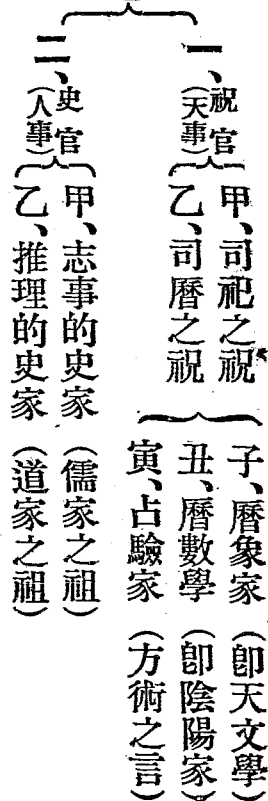 一、祝官（天事）
甲、司祀之祝
乙、司曆之祝
子、曆象家（卽天文學）
丑、曆數學（卽陰陽家）
寅、占驗家（方術之言）
二、史官（人事）
甲、志事的史家（儒家之祖）
乙、推理的史家（道家之祖）